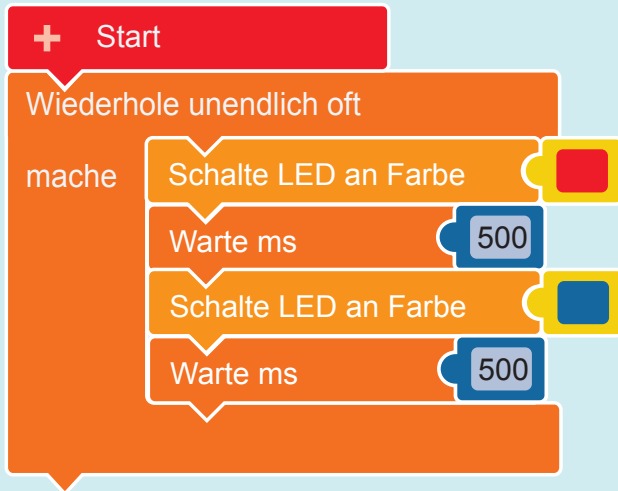 Start
Wiederhole unendlich oft
mache
Schalte LED an Farbe
Warte ms 500
Schalte LED an Farbe
Warte ms 500